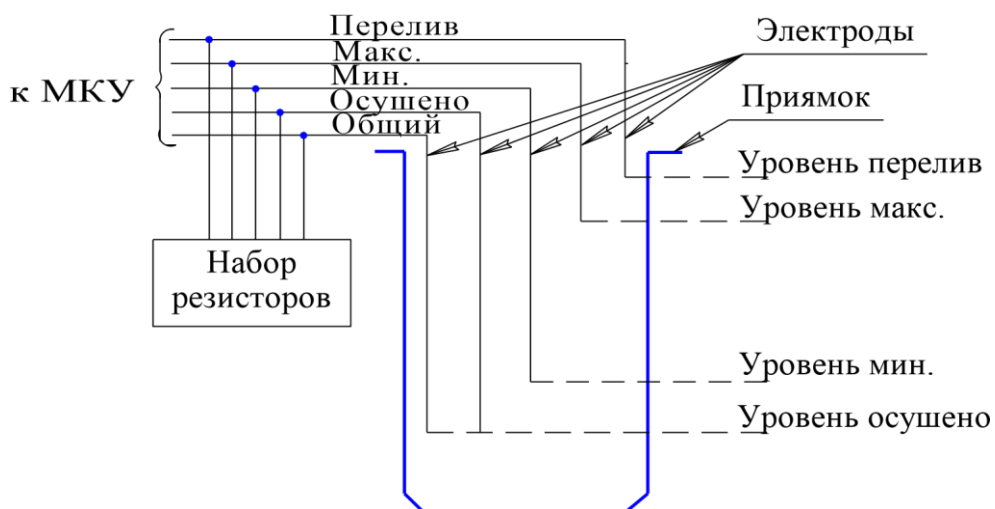 Перелив
Макс.
Мин.
Осушено
Общий
к МКУ
Набор
резисторов
Электроды
Приямок
Уровень перелив
Уровень макс.
Уровень мин.
Уровень осушено